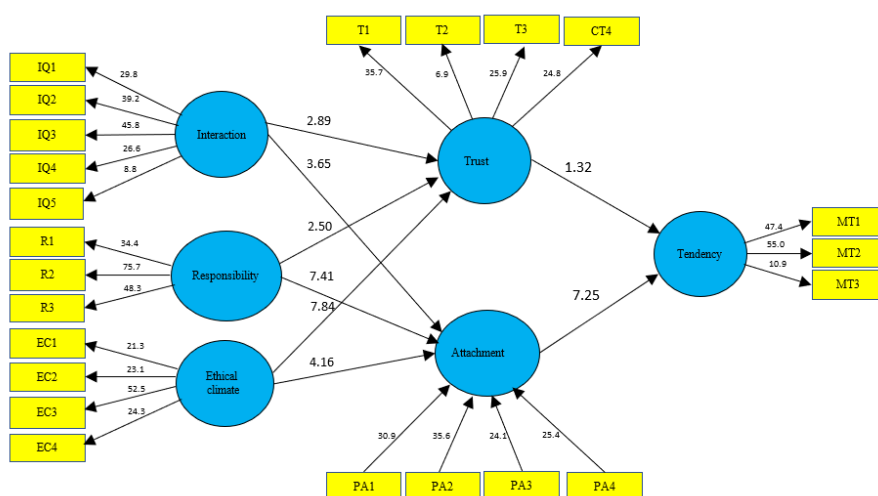 T1
T2
T3
CT4
35.7
6.9
25.9
24.8
IQ1
IQ2
IQ3
IQ4
IQ5
29.8
39.2
45.8
26.6
8.8
Interaction
2.89
3.65
Trust
1.32
R1
R2
R3
34.4
75.7
48.3
Responsibility
2.50
7.41
7.84
Tendency
47.4
55.0
10.9
MT1
MT2
MT3
EC1
EC2
EC3
EC4
21.3
23.1
52.5
24.3
Ethical
climate
4.16
Attachment
7.25
30.9
35.6
24.1
25.4
PA1
PA2
PA3
PA4